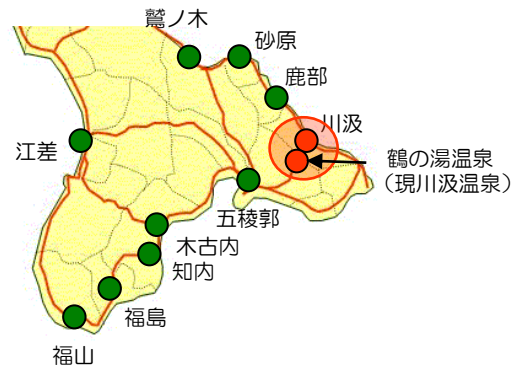 鷲ノ木
砂原
鹿部
川汲
江差
鶴の湯温泉
（現川汲温泉）
五稜郭
木古内
知内
福島
福山